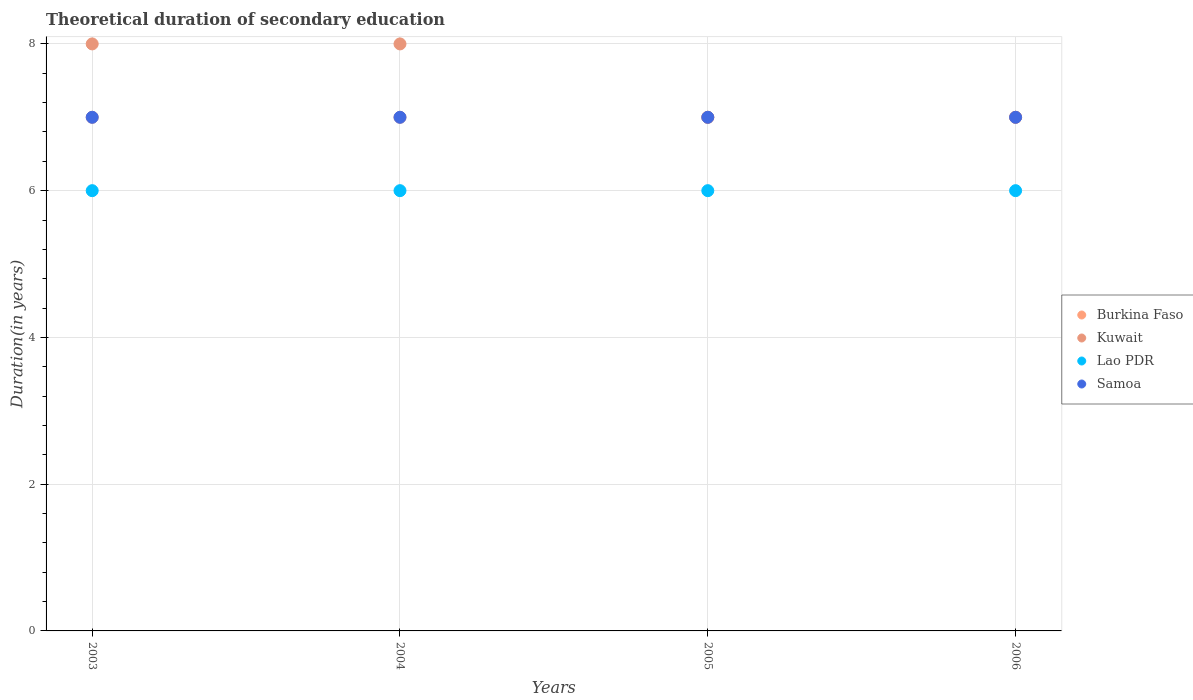 Theoretical duration of secondary education
Duration(in years)
8
6
4
2
0
2003
2004
2005
2006
Years
Burkina Faso
Kuwait
Lao PDR
Samoa